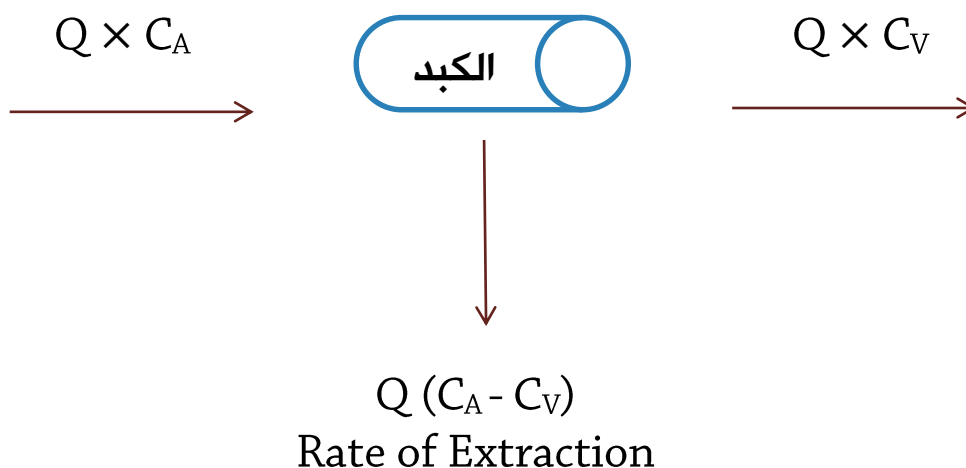 Q × CA
الكبد
Q × CV
Q (CA - CV)
Rate of Extraction